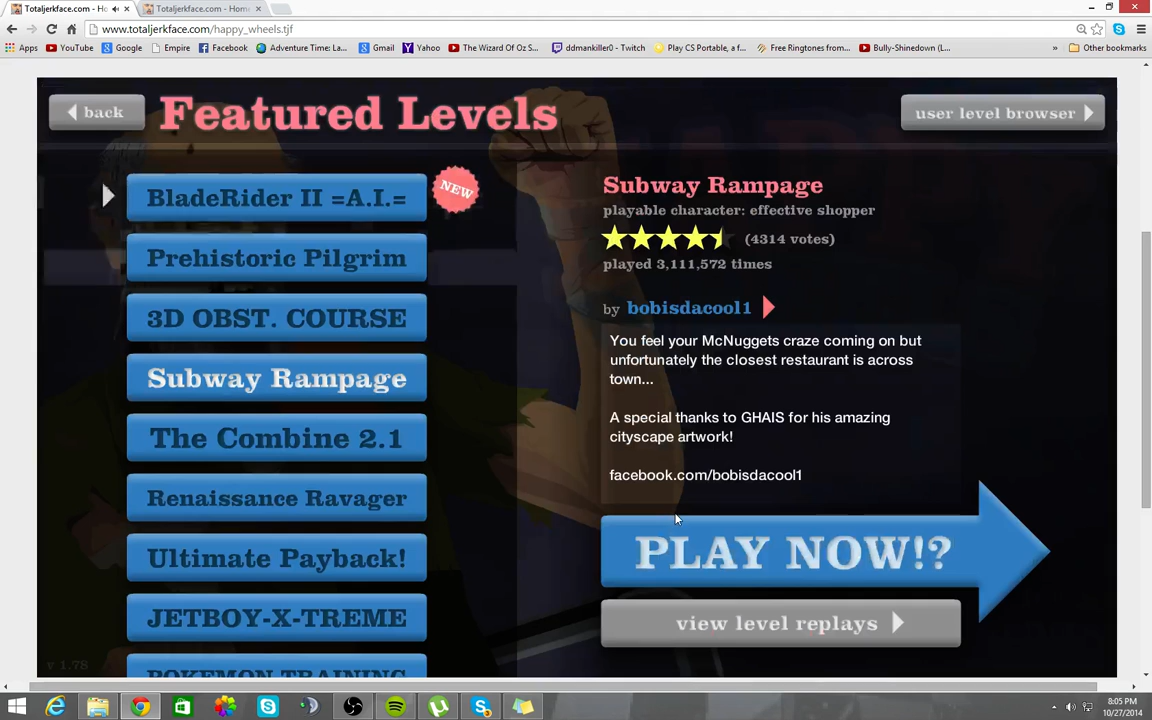 Totaljerkface.com/happy
Totaljerkface.com/happy
www.totaljerkface.com/happy_wheels.tjf
Apps
YouTube
Google
Empire
Facebook
Adventure Time: La...
Gmail
Yahoo
The Wizard Of Oz S...
ddmankiller0 - Twitch
Play CS Portable, a f...
Free Ringtones from...
Bully-Shinedown (L...
»
Other bookmarks
back
Featured Levels
user level browser
BladeRider II =A.I.=
NEW
Prehistoric Pilgrim
3D OBST. COURSE
Subway Rampage
The Combine 2.1
Renaissance Ravager
Ultimate Payback!
JETBOY-X-TREME
POKEMON TRAINING
v 1.78
Subway Rampage
playable character: effective shopper
(4314 votes)
played 3,111,572 times
by bobisdacool1
You feel your McNuggets craze coming on but
unfortunately the closest restaurant is across
town...
A special thanks to GHAIS for his amazing
cityscape artwork!
facebook.com/bobisdacool1
PLAY NOW!?
view level replays
8:05 PM
10/27/2014